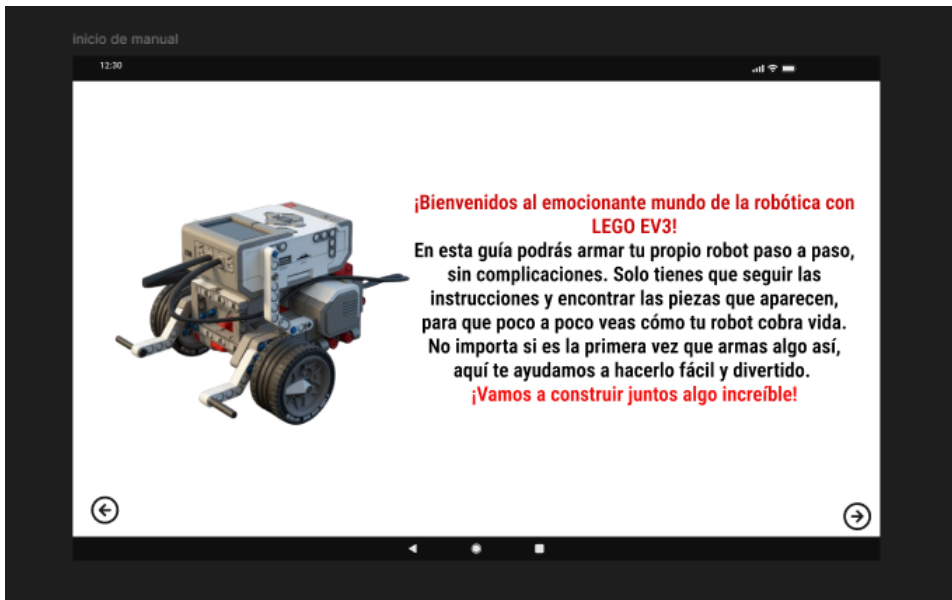 inicio de manual
12:30
¡Bienvenidos al emocionante mundo de la robótica con
LEGO EV3!
En esta guía podrás armar tu propio robot paso a paso,
sin complicaciones. Solo tienes que seguir las
instrucciones y encontrar las piezas que aparecen,
para que poco a poco veas cómo tu robot cobra vida.
No importa si es la primera vez que armas algo así,
aquí te ayudamos a hacerlo fácil y divertido.
¡Vamos a construir juntos algo increíble!